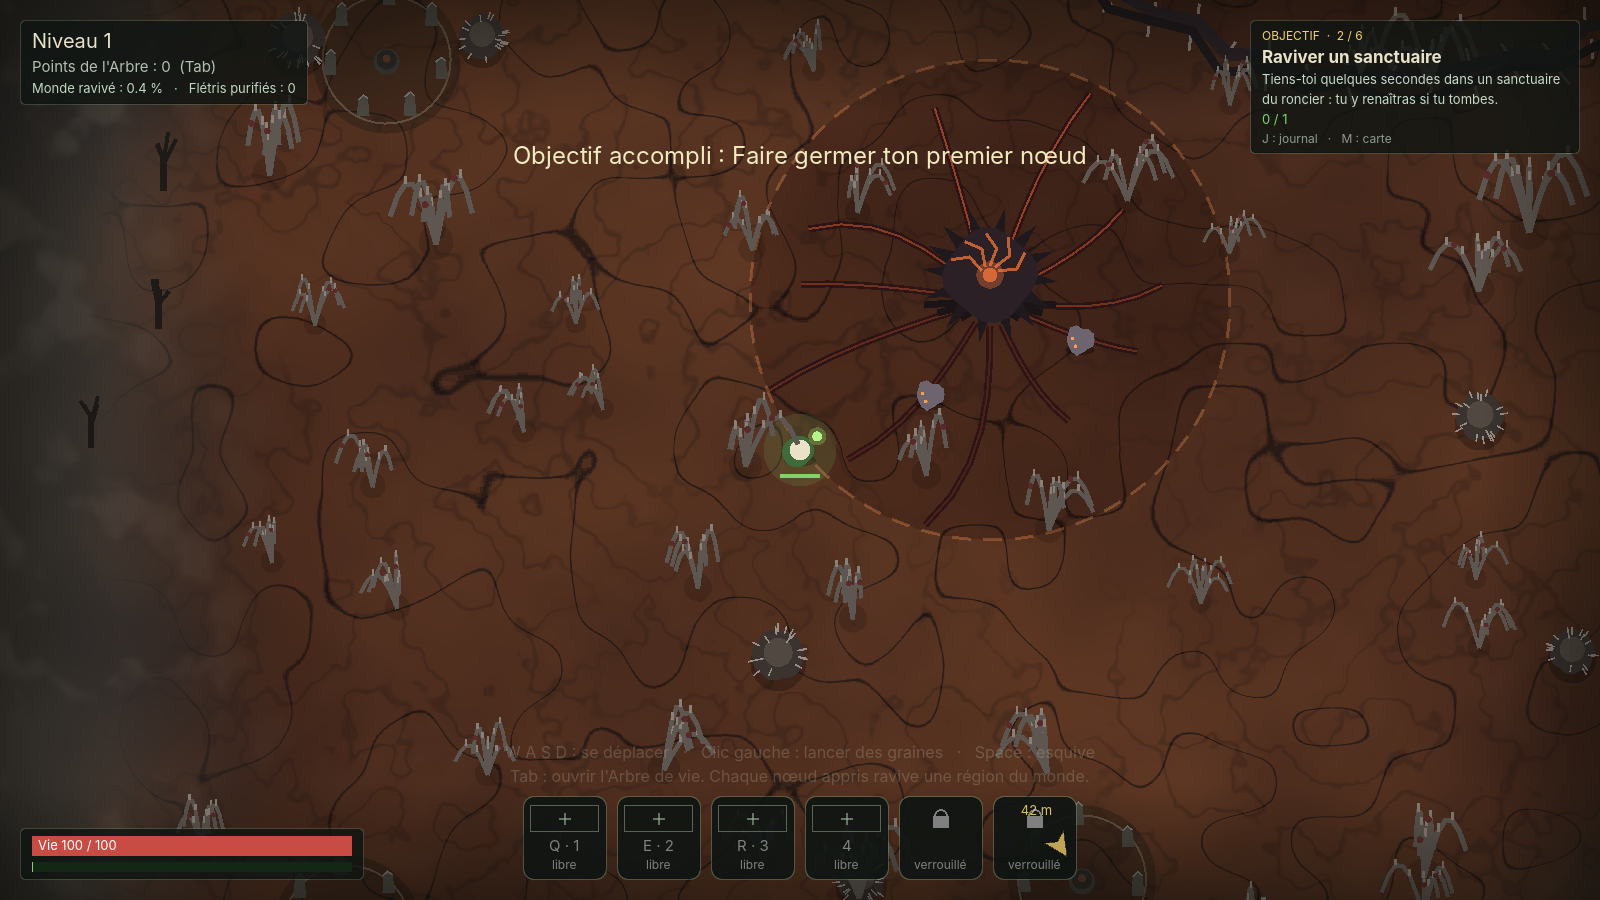 Niveau 1
Points de l'Arbre : 0 (Tab)
Monde ravivé : 0.4 % · Flétris purifiés : 0
OBJECTIF · 2 / 6
Raviver un sanctuaire
Tiens-toi quelques secondes dans un sanctuaire
du roncier : tu y renaîtras si tu tombes.
0 / 1
J : journal · M : carte
Objectif accompli : Faire germer ton premier nœud
W A S D : se déplacer · Clic gauche : lancer des graines · Space : esquive
Tab : ouvrir l'Arbre de vie. Chaque nœud appris ravive une région du monde.
Vie 100 / 100
Q · 1
libre
E · 2
libre
R · 3
libre
4
libre
verrouillé
42 m
verrouillé